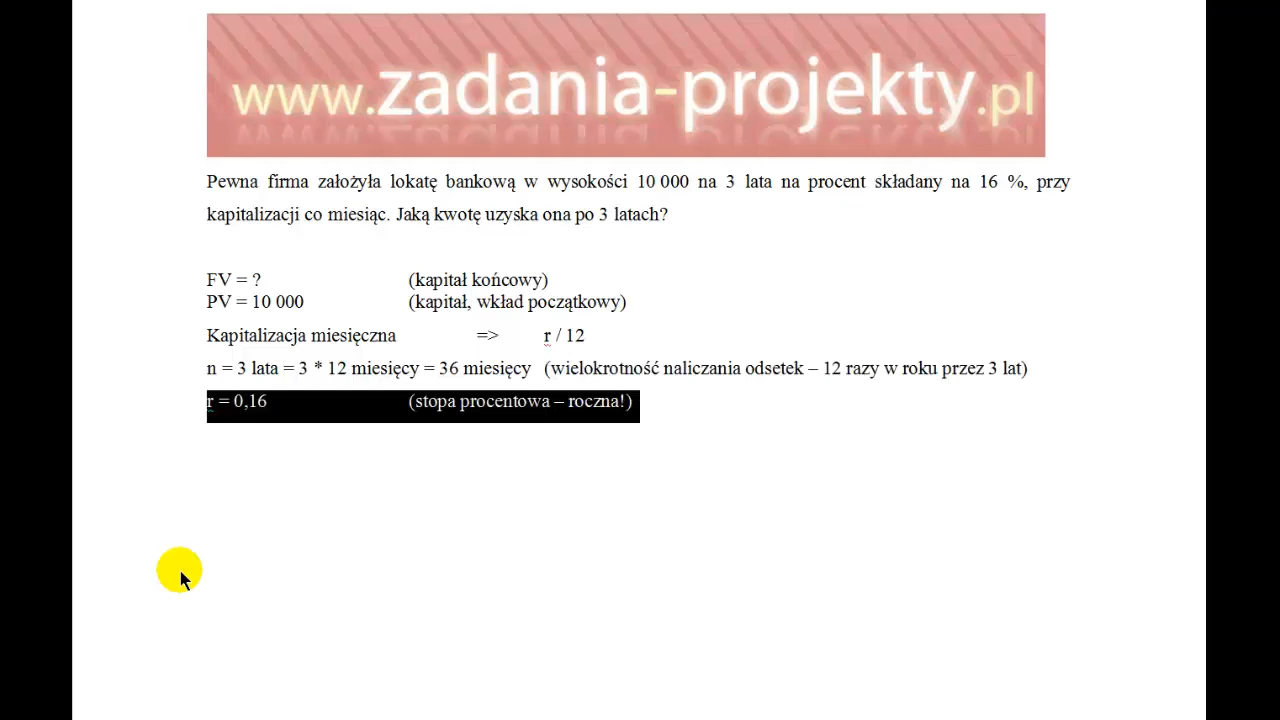 www.zadania-projekty.pl
Pewna firma założyła lokatę bankową w wysokości 10 000 na 3 lata na procent składany na 16 %, przy
kapitalizacji co miesiąc. Jaką kwotę uzyska ona po 3 latach?
FV = ? (kapitał końcowy)
PV = 10 000 (kapitał, wkład początkowy)
Kapitalizacja miesięczna => r / 12
n = 3 lata = 3 * 12 miesięcy = 36 miesięcy (wielokrotność naliczania odsetek – 12 razy w roku przez 3 lat)
r = 0,16 (stopa procentowa – roczna!)